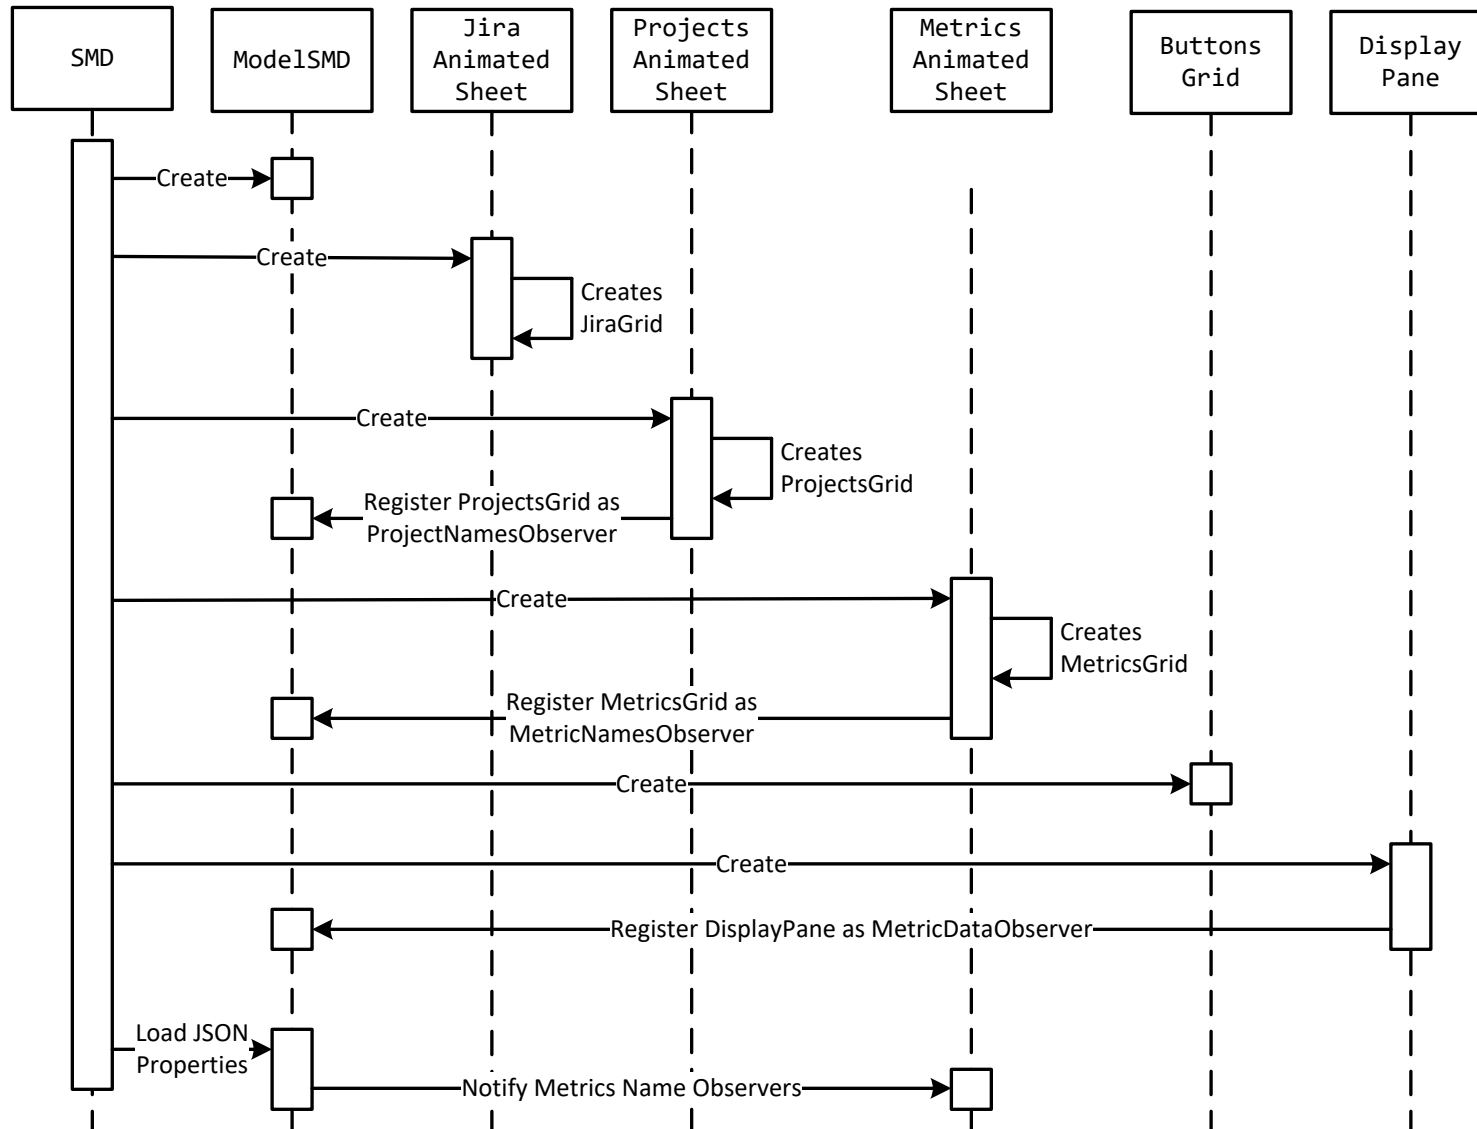 SMD
ModelSMD
Jira
Animated
Sheet
Projects
Animated
Sheet
Metrics
Animated
Sheet
Buttons
Grid
Display
Pane
Create
Create
Creates
JiraGrid
Create
Creates
ProjectsGrid
Register ProjectsGrid as
ProjectNamesObserver
Create
Creates
MetricsGrid
Register MetricsGrid as
MetricNamesObserver
Create
Create
Register DisplayPane as MetricDataObserver
Load JSON
Properties
Notify Metrics Name Observers